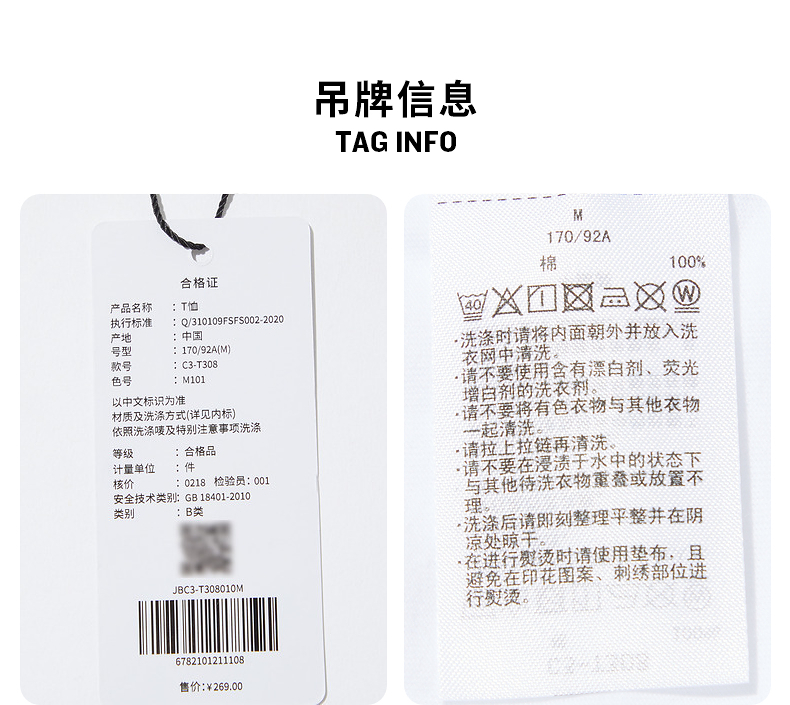 吊牌信息
TAG INFO
合格证
产品名称 : T恤
执行标准 : Q/310109FSFS002-2020
产地 : 中国
号型 : 170/92A(M)
款号 : C3-T308
色号 : M101
以中文标识为准
材质及洗涤方式(详见内标)
依照洗涤唛及特别注意事项洗涤
等级 : 合格品
计量单位 : 件
核价 : 0218 检验员: 001
安全技术类别: GB 18401-2010
类别 : B类
JBC3-T308010M
6782101211108
售价:¥269.00
M
170/92A
棉 100%
40
W
·洗涤时请将内面朝外并放入洗
衣网中清洗。
·请不要使用含有漂白剂、荧光
增白剂的洗衣剂。
·请不要将有色衣物与其他衣物
一起清洗。
·请拉上拉链再清洗。
·请不要在浸渍于水中的状态下
与其他待洗衣物重叠或放置不
理。
·洗涤后请即刻整理平整并在阴
凉处晾干。
·在进行熨烫时请使用垫布，且
避免在印花图案、刺绣部位进
行熨烫。